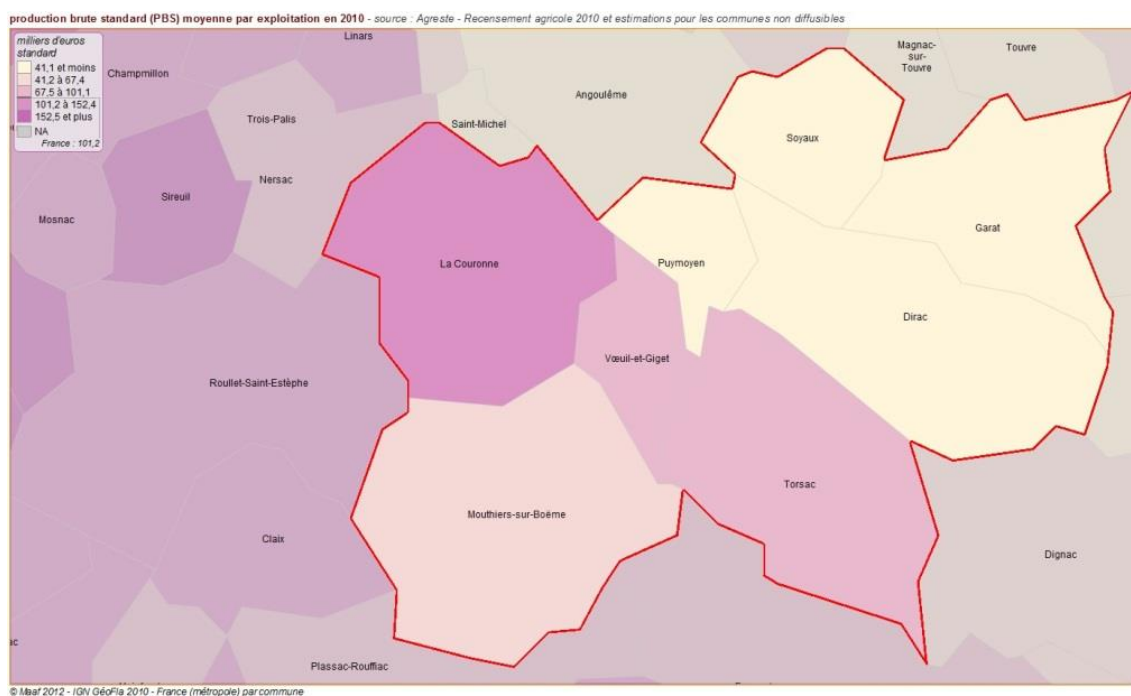 production brute standard (PBS) moyenne par exploitation en 2010 - source : Agreste - Recensement agricole 2010 et estimations pour les communes non diffusibles
milliers d'euros
standard
41,1 et moins
41,2 à 67,4
67,5 à 101,1
101,2 à 152,4
152,5 et plus
NA
France : 101,2
Linars
Champmillon
Magnac-
sur-
Touvre
Touvre
Angoulême
Trois-Palis
Saint-Michel
Soyaux
Nersac
Sireuil
Mosnac
Garat
La Couronne
Puymoyen
Dirac
Vœuil-et-Giget
Roullet-Saint-Estèphe
Torsac
Mouthiers-sur-Boëme
Claix
Dignac
ac
Plassac-Rouffiac
© Maaf 2012 - IGN GéoFla 2010 - France (métropole) par commune